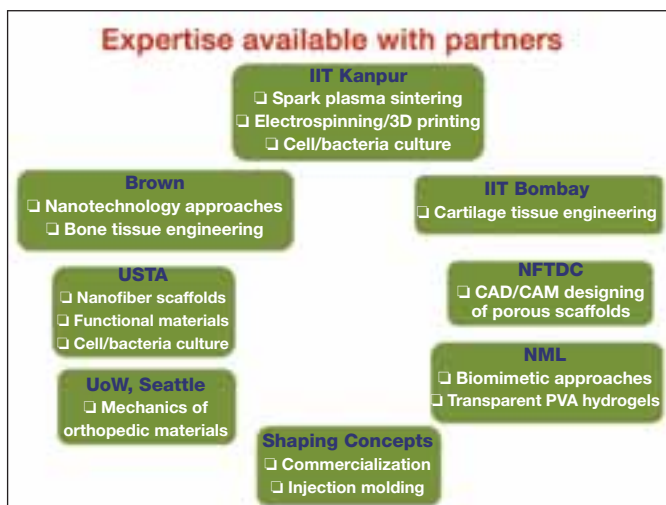 Expertise available with partners
IIT Kanpur
❑ Spark plasma sintering
❑ Electrospinning/3D printing
❑ Cell/bacteria culture
Brown
❑ Nanotechnology approaches
❑ Bone tissue engineering
IIT Bombay
❑ Cartilage tissue engineering
USTA
❑ Nanofiber scaffolds
❑ Functional materials
❑ Cell/bacteria culture
NFTDC
❑ CAD/CAM designing
of porous scaffolds
UoW, Seattle
❑ Mechanics of
orthopedic materials
NML
❑ Biomimetic approaches
❑ Transparent PVA hydrogels
Shaping Concepts
❑ Commercialization
❑ Injection molding